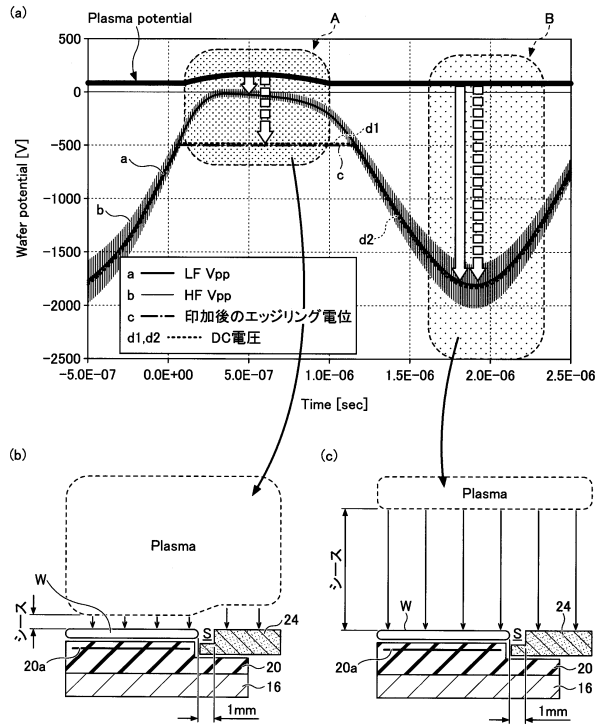 (a)
Plasma potential
A
B
Wafer potential [V]
500
0
-500
-1000
-1500
-2000
-2500
a
b
d1
c
d2
a LF Vpp
b HF Vpp
c 印加後のエッジリング電位
d1,d2 DC電圧
-5.0E-07 0.0E+00 5.0E-07 1.0E-06 1.5E-06 2.0E-06 2.5E-06
Time [sec]
(b)
Plasma
シース
W
S
24
20a
20
16
1mm
(c)
Plasma
シース
W
S
24
20a
20
16
1mm